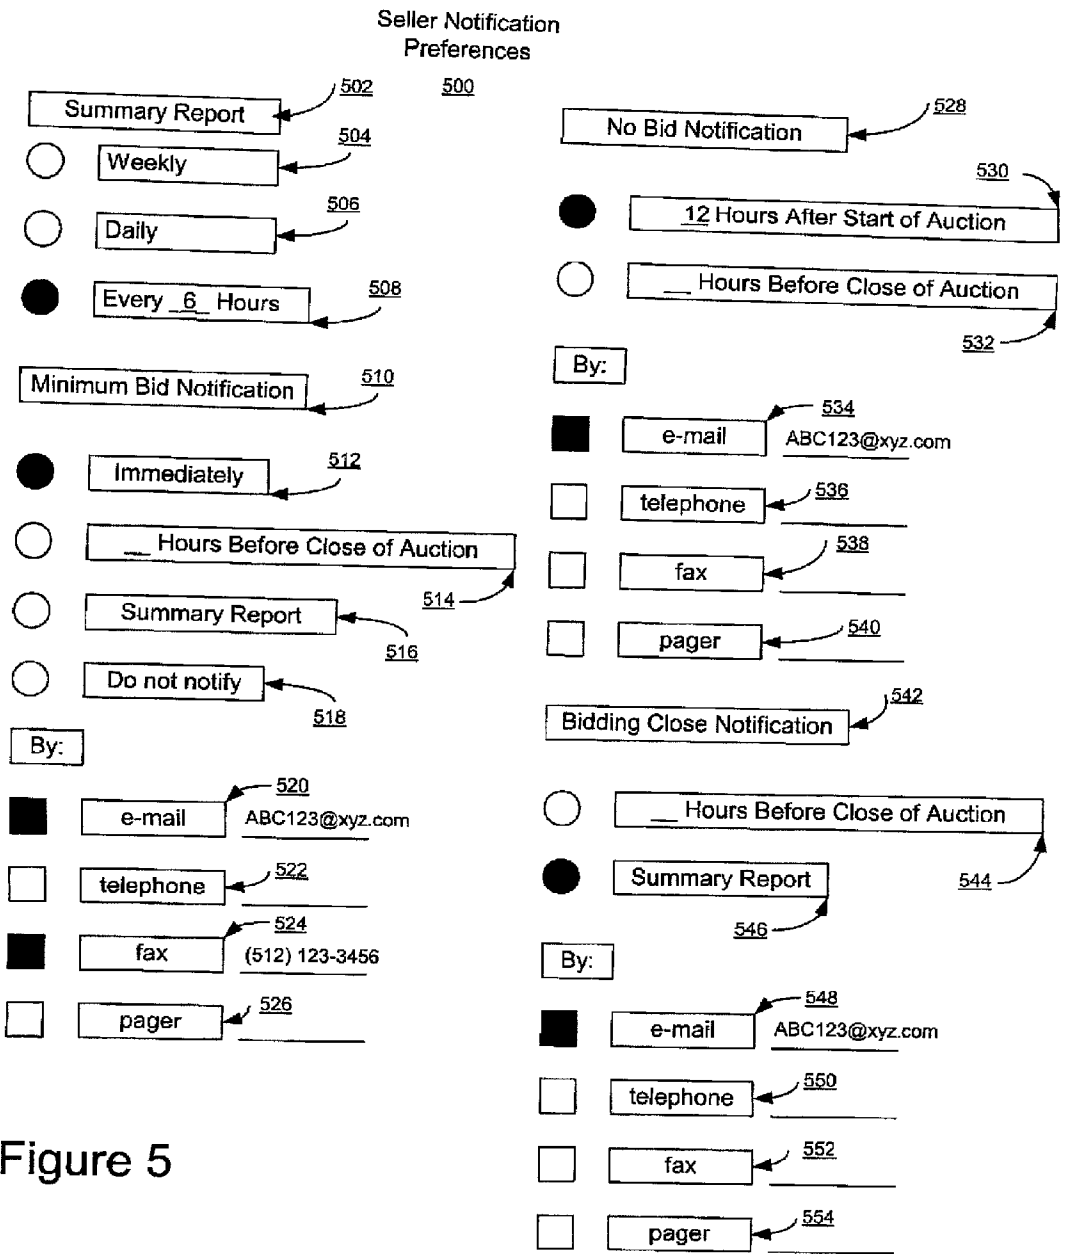 Seller Notification
Preferences
500
Summary Report 502
Weekly 504
Daily 506
Every _6_ Hours 508
Minimum Bid Notification 510
Immediately 512
__ Hours Before Close of Auction 514
Summary Report 516
Do not notify 518
By:
e-mail 520 ABC123@xyz.com
telephone 522
fax 524 (512) 123-3456
pager 526
No Bid Notification 528
12 Hours After Start of Auction 530
__ Hours Before Close of Auction 532
By:
e-mail 534 ABC123@xyz.com
telephone 536
fax 538
pager 540
Bidding Close Notification 542
__ Hours Before Close of Auction 544
Summary Report 546
By:
e-mail 548 ABC123@xyz.com
telephone 550
fax 552
pager 554
Figure 5